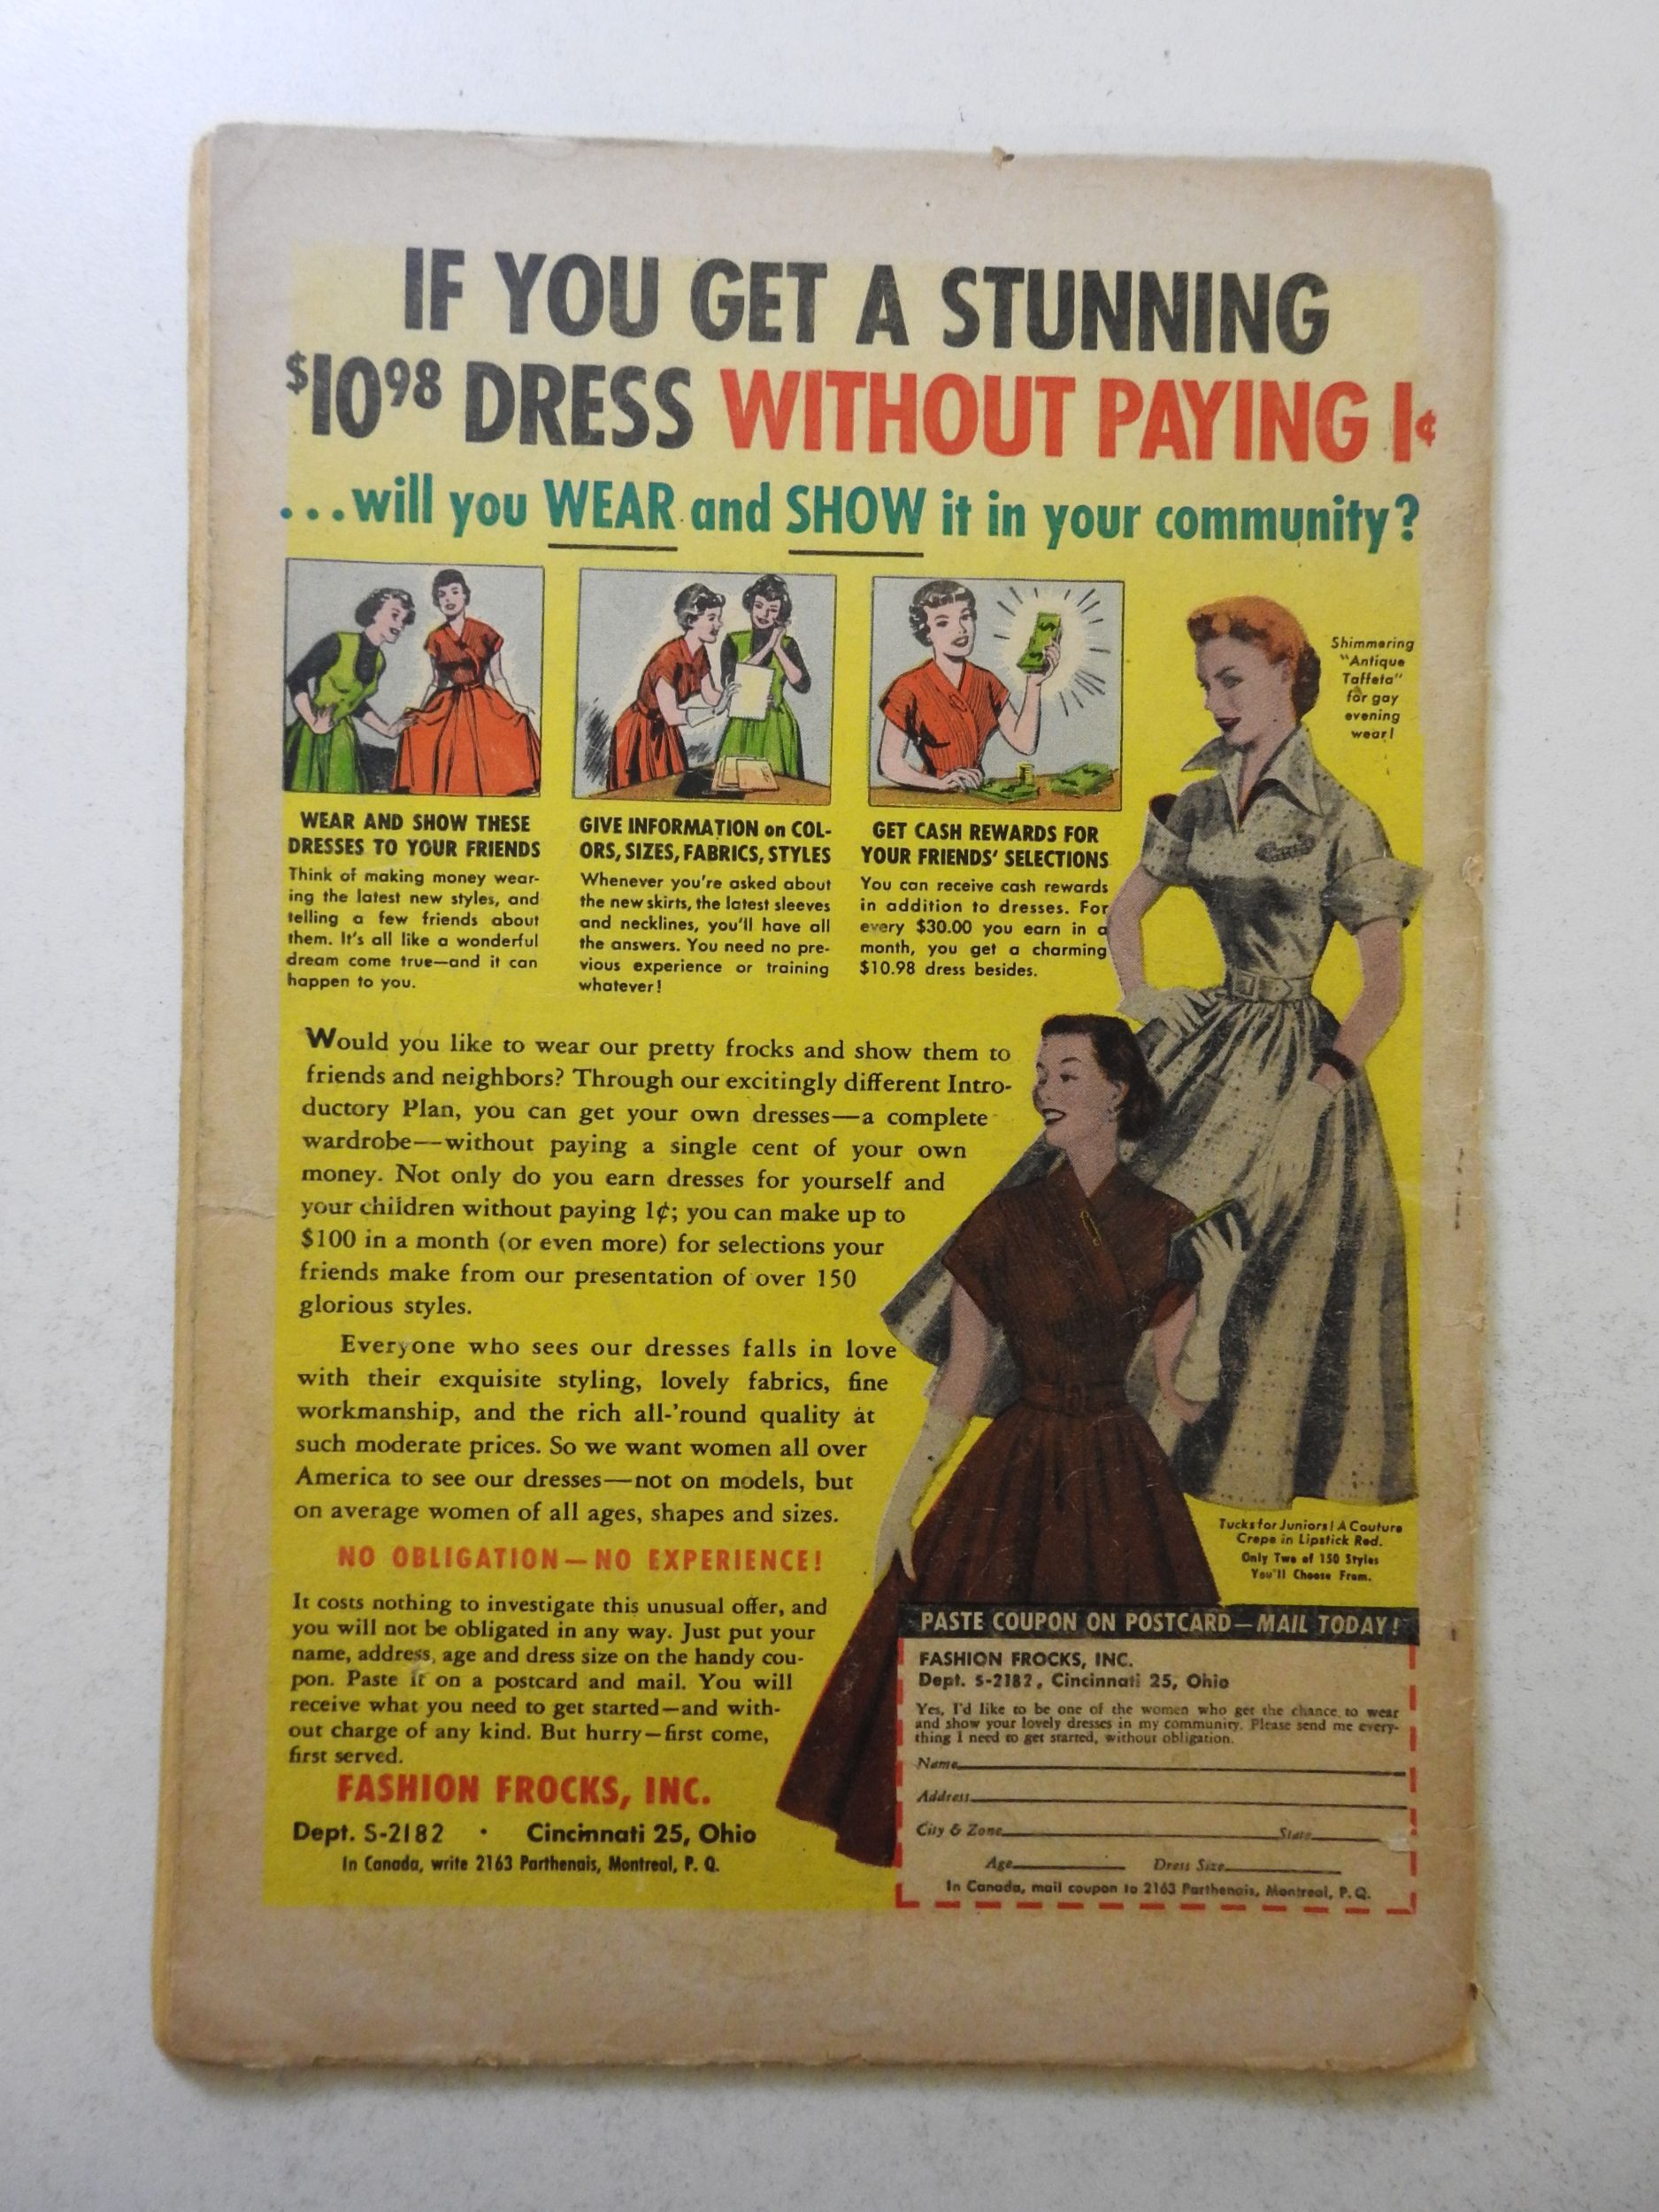 IF YOU GET A STUNNING
$10.98 DRESS WITHOUT PAYING 1¢
...will you WEAR and SHOW it in your community?
WEAR AND SHOW THESE
DRESSES TO YOUR FRIENDS
Think of making money wear-
ing the latest new styles, and
telling a few friends about
them. It's all like a wonderful
dream come true—and it can
happen to you.
GIVE INFORMATION on COL-
ORS, SIZES, FABRICS, STYLES
Whenever you're asked about
the new skirts, the latest sleeves
and necklines, you'll have all
the answers. You need no pre-
vious experience or training
whatever!
GET CASH REWARDS FOR
YOUR FRIENDS' SELECTIONS
You can receive cash rewards
in addition to dresses. For
every $30.00 you earn in a
month, you get a charming
$10.98 dress besides.
Shimmering
"Antique
Taffeta"
for gay
evening
wear!
Would you like to wear our pretty frocks and show them to
friends and neighbors? Through our excitingly different Intro-
ductory Plan, you can get your own dresses—a complete
wardrobe—without paying a single cent of your own
money. Not only do you earn dresses for yourself and
your children without paying 1¢; you can make up to
$100 in a month (or even more) for selections your
friends make from our presentation of over 150
glorious styles.
Everyone who sees our dresses falls in love
with their exquisite styling, lovely fabrics, fine
workmanship, and the rich all-'round quality at
such moderate prices. So we want women all over
America to see our dresses—not on models, but
on average women of all ages, shapes and sizes.
NO OBLIGATION—NO EXPERIENCE!
It costs nothing to investigate this unusual offer, and
you will not be obligated in any way. Just put your
name, address, age and dress size on the handy cou-
pon. Paste it on a postcard and mail. You will
receive what you need to get started—and with-
out charge of any kind. But hurry—first come,
first served.
FASHION FROCKS, INC.
Dept. S-2182 • Cincinnati 25, Ohio
In Canada, write 2163 Parthenais, Montreal, P. Q.
Tucks for Juniors! A Couture
Crepe in Lipstick Red.
Only Two of 150 Styles
You'll Choose From.
PASTE COUPON ON POSTCARD—MAIL TODAY!
FASHION FROCKS, INC.
Dept. S-2182, Cincinnati 25, Ohio
Yes, I'd like to be one of the women who get the chance to wear
and show your lovely dresses in my community. Please send me every-
thing I need to get started, without obligation.
Name
Address
City & Zone State
Age Dress Size
In Canada, mail coupon to 2163 Parthenais, Montreal, P. Q.